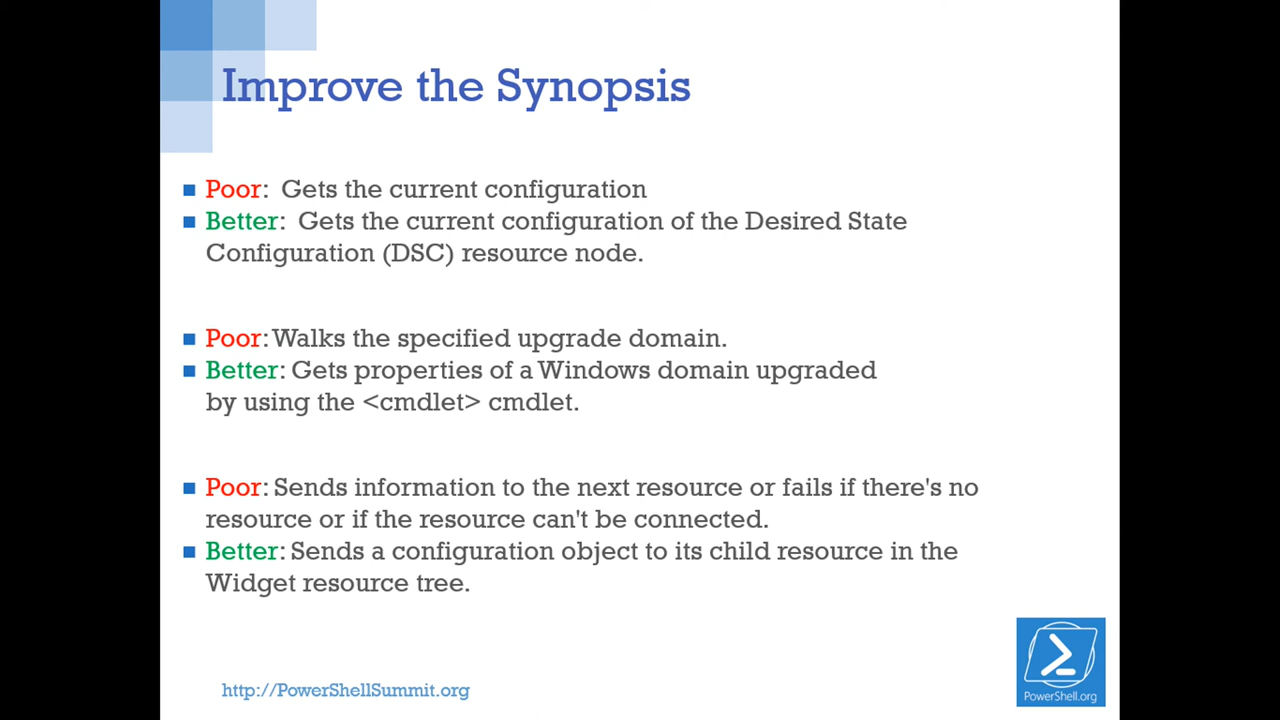 Improve the Synopsis
Poor: Gets the current configuration
Better: Gets the current configuration of the Desired State
Configuration (DSC) resource node.
Poor: Walks the specified upgrade domain.
Better: Gets properties of a Windows domain upgraded
by using the <cmdlet> cmdlet.
Poor: Sends information to the next resource or fails if there's no
resource or if the resource can't be connected.
Better: Sends a configuration object to its child resource in the
Widget resource tree.
http://PowerShellSummit.org
PowerShell.org